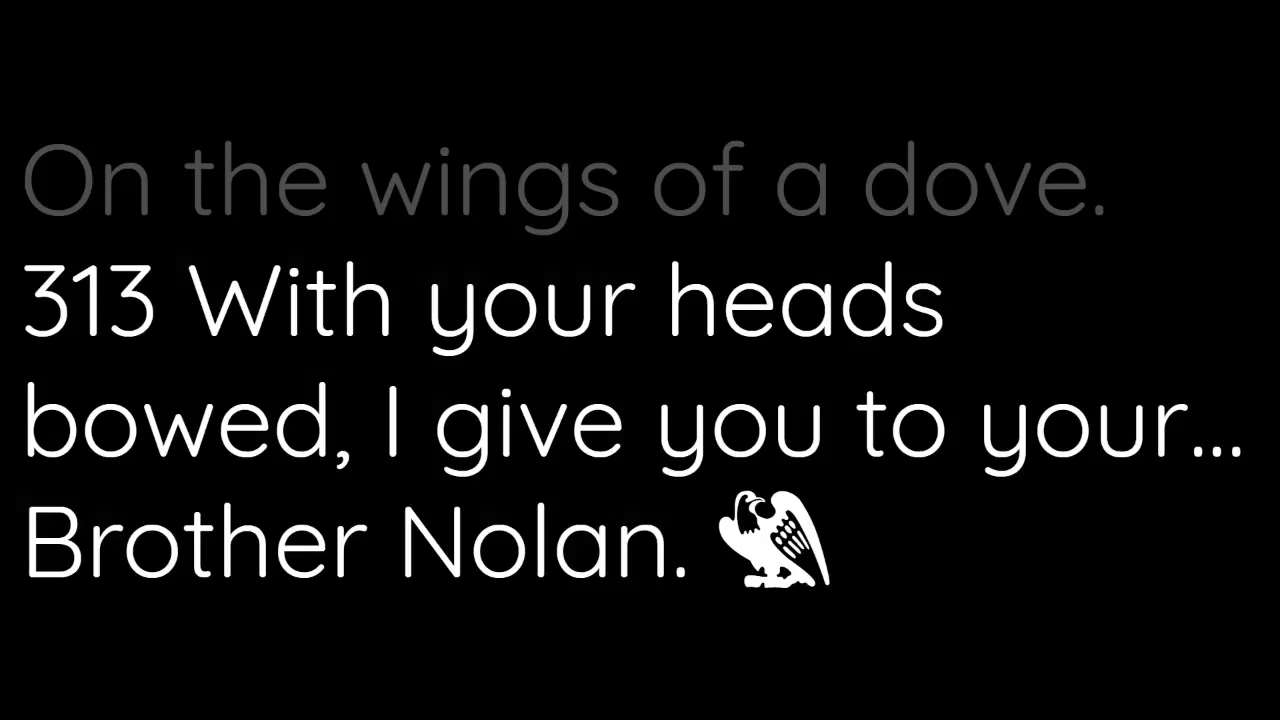 On the wings of a dove.
313 With your heads
bowed, I give you to your...
Brother Nolan.